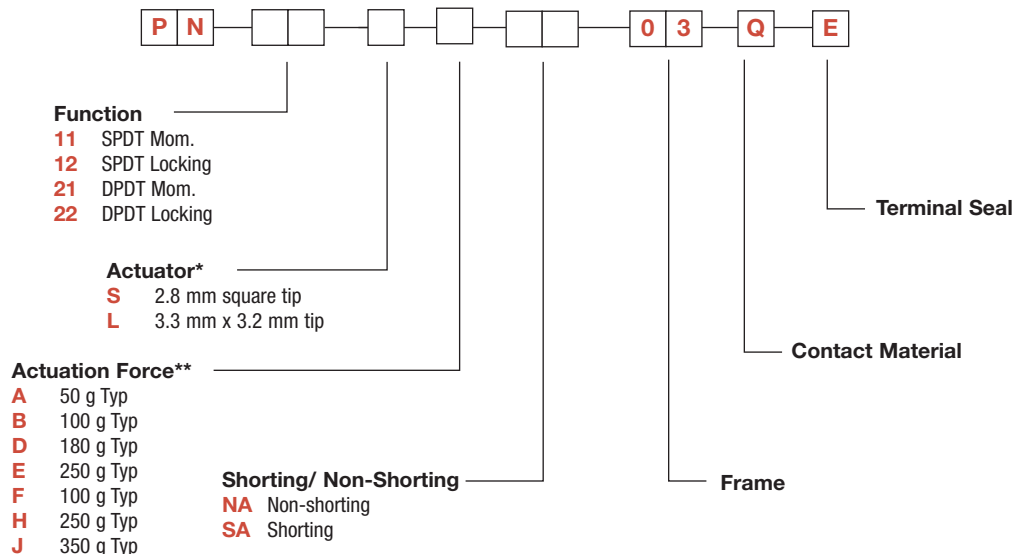 P N 0 3 Q E
Function
11 SPDT Mom.
12 SPDT Locking
21 DPDT Mom.
22 DPDT Locking
Terminal Seal
Actuator*
S 2.8 mm square tip
L 3.3 mm x 3.2 mm tip
Contact Material
Actuation Force**
A 50 g Typ
B 100 g Typ
D 180 g Typ
E 250 g Typ
F 100 g Typ
H 250 g Typ
J 350 g Typ
Shorting/ Non-Shorting
NA Non-shorting
SA Shorting
Frame